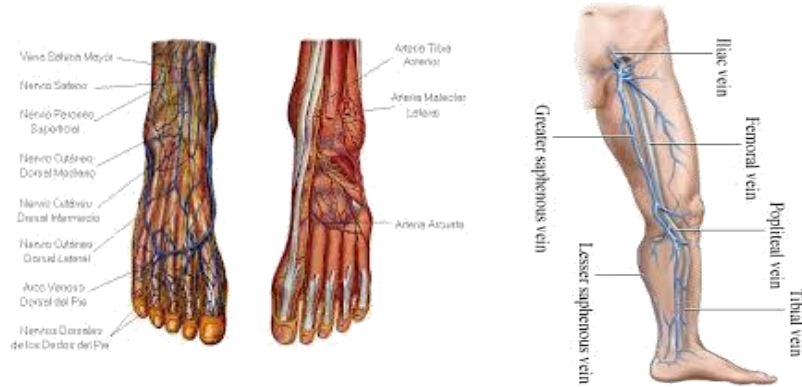 Vena Safena Mayor
Nervio Safeno
Nervio Peroneo
Superficial
Nervio Cutáneo
Dorsal Mediano
Nervio Cutáneo
Dorsal Intermedio
Nervio Cutáneo
Dorsal Lateral
Arco Venoso
Dorsal del Pie
Nervios Dorsales
de los Dedos del Pie
Arteria Tibia
Anterior
Arteria Maleolar
Lateral
Arteria Arcuata
Iliac vein
Femoral vein
Greater saphenous vein
Popliteal vein
Lesser saphenous vein
Tibial vein